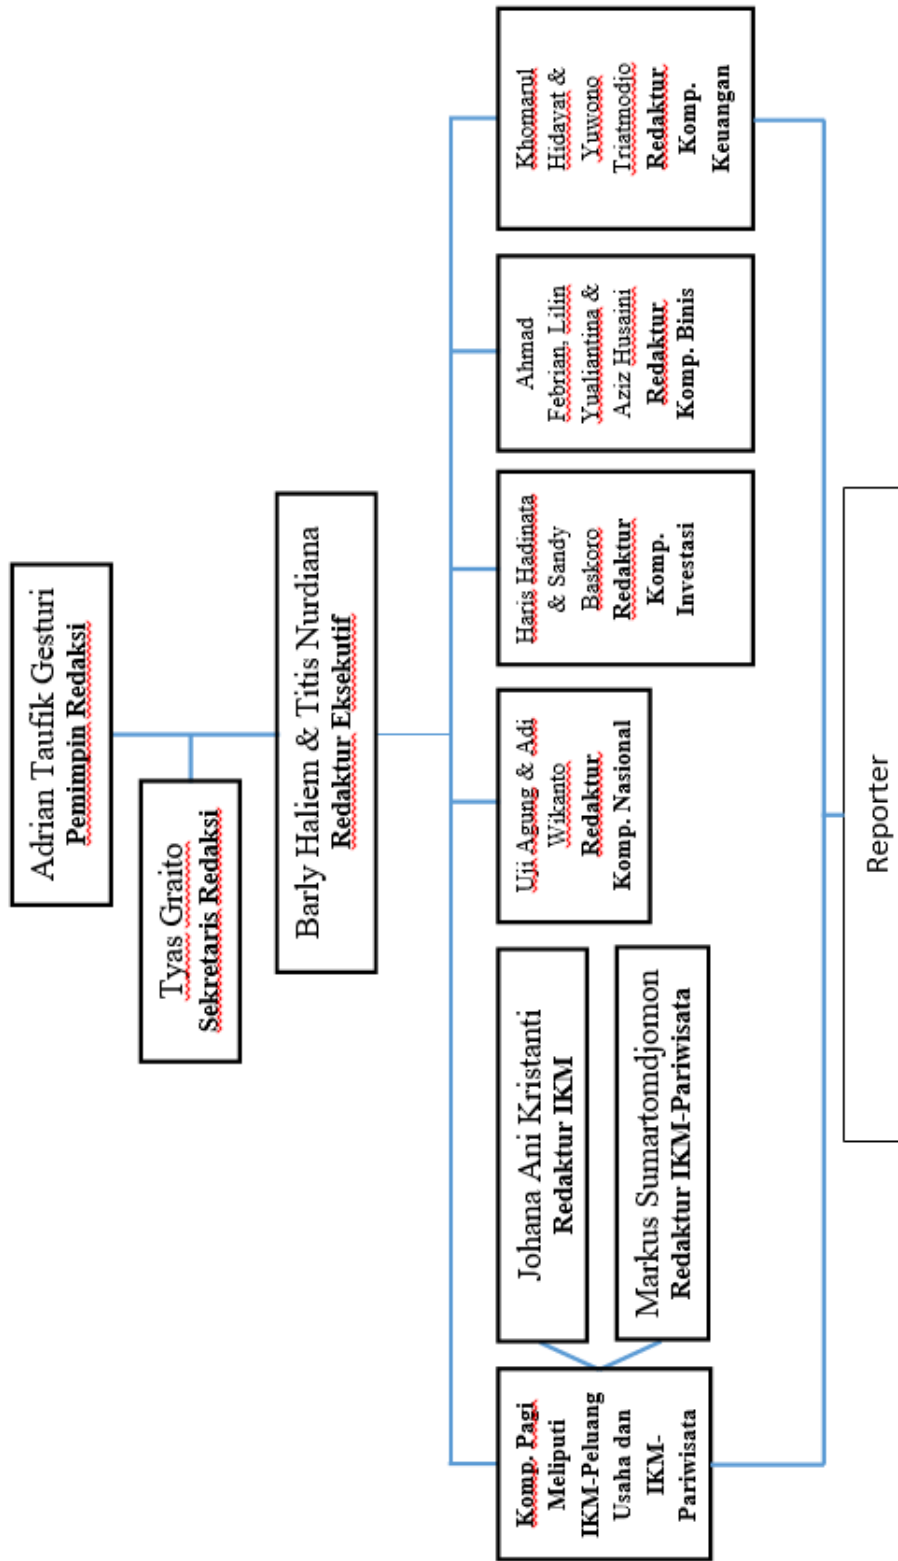 Adrian Taufik Gesturi
Pemimpin Redaksi
Tyas Graito
Sekretaris Redaksi
Barly Haliem & Titis Nurdiana
Redaktur Eksekutif
Komp. Pagi
Meliputi
IKM-Peluang
Usaha dan
IKM-
Pariwisata
Johana Ani Kristanti
Redaktur IKM
Markus Sumartomdjomon
Redaktur IKM-Pariwisata
Uji Agung & Adi
Wikanto
Redaktur
Komp. Nasional
Haris Hadinata
& Sandy
Baskoro
Redaktur
Komp.
Investasi
Ahmad
Febrian, Lilin
Yualiantina &
Aziz Husaini
Redaktur
Komp. Binis
Khomarul
Hidayat &
Yuwono
Triatmodjo
Redaktur
Komp.
Keuangan
Reporter